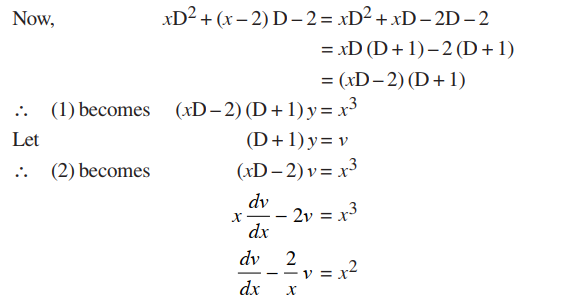 Now, xD² + (x – 2) D – 2 = xD² + xD – 2D – 2
= xD (D + 1) – 2 (D + 1)
= (xD – 2) (D + 1)
∴ (1) becomes (xD – 2) (D + 1) y = x³
Let (D + 1) y = v
∴ (2) becomes (xD – 2) v = x³
x dv/dx – 2v = x³
dv/dx – 2/x v = x²